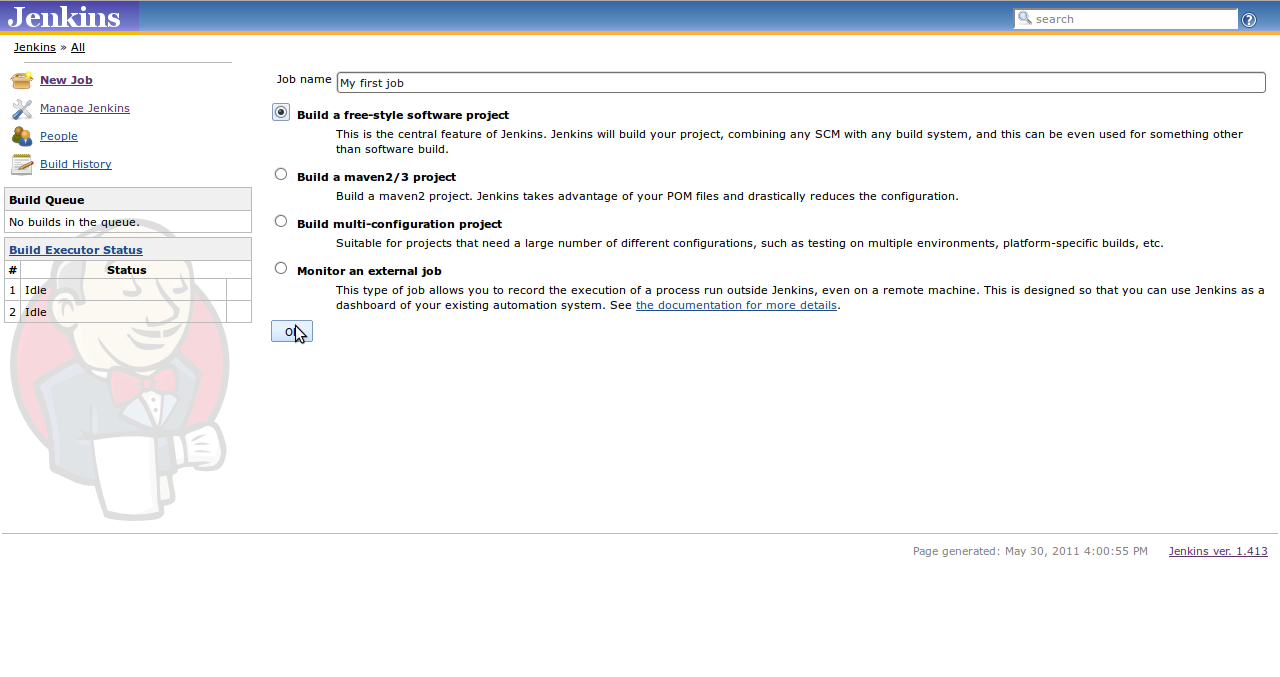 Jenkins
search
Jenkins » All
New Job
Manage Jenkins
People
Build History
Build Queue
No builds in the queue.
Build Executor Status
# Status
1 Idle
2 Idle
Job name My first job
Build a free-style software project
This is the central feature of Jenkins. Jenkins will build your project, combining any SCM with any build system, and this can be even used for something other
than software build.
Build a maven2/3 project
Build a maven2 project. Jenkins takes advantage of your POM files and drastically reduces the configuration.
Build multi-configuration project
Suitable for projects that need a large number of different configurations, such as testing on multiple environments, platform-specific builds, etc.
Monitor an external job
This type of job allows you to record the execution of a process run outside Jenkins, even on a remote machine. This is designed so that you can use Jenkins as a
dashboard of your existing automation system. See the documentation for more details.
Page generated: May 30, 2011 4:00:55 PM Jenkins ver. 1.413